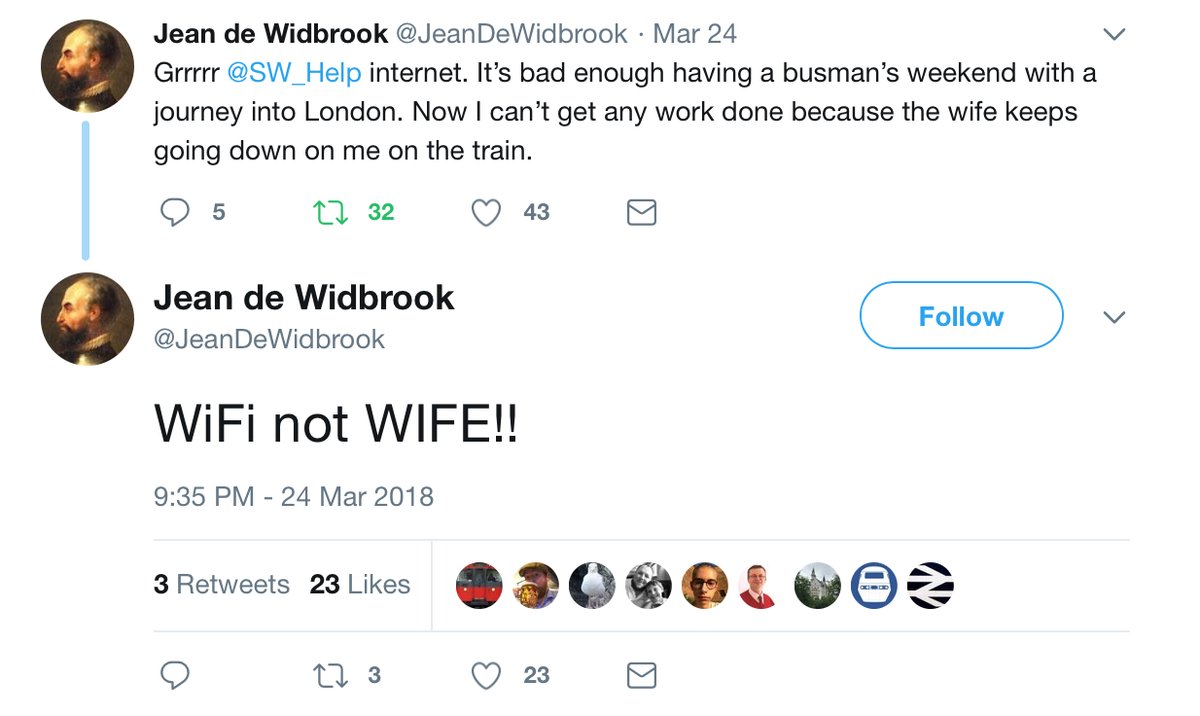 Jean de Widbrook @JeanDeWidbrook · Mar 24
Grrrrr @SW_Help internet. It’s bad enough having a busman’s weekend with a
journey into London. Now I can’t get any work done because the wife keeps
going down on me on the train.
5 32 43
Jean de Widbrook
@JeanDeWidbrook
Follow
WiFi not WIFE!!
9:35 PM - 24 Mar 2018
3 Retweets 23 Likes
3 23